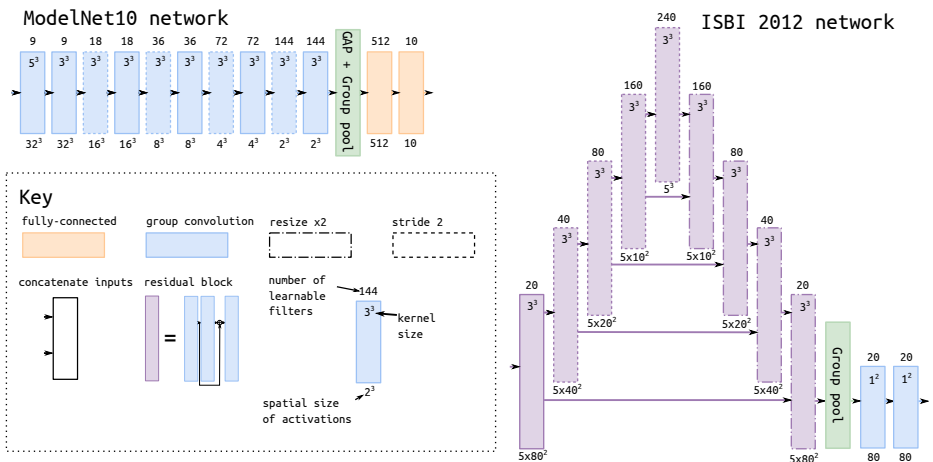 ModelNet10 network
9 9 18 18 36 36 72 72 144 144 512 10
5³ 3³ 3³ 3³ 3³ 3³ 3³ 3³ 3³ 3³
GAP + Group pool
32³ 32³ 16³ 16³ 8³ 8³ 4³ 4³ 2³ 2³ 512 10
Key
fully-connected
group convolution
resize x2
stride 2
concatenate inputs
residual block
=
number of
learnable
filters
144
3³
kernel
size
2³
spatial size
of activations
ISBI 2012 network
240
3³
5³
160
3³
5x10²
160
3³
5x10²
80
3³
5x20²
80
3³
5x20²
40
3³
5x40²
40
3³
5x40²
20
3³
5x80²
20
3³
5x80²
Group pool
20 20
1² 1²
80 80